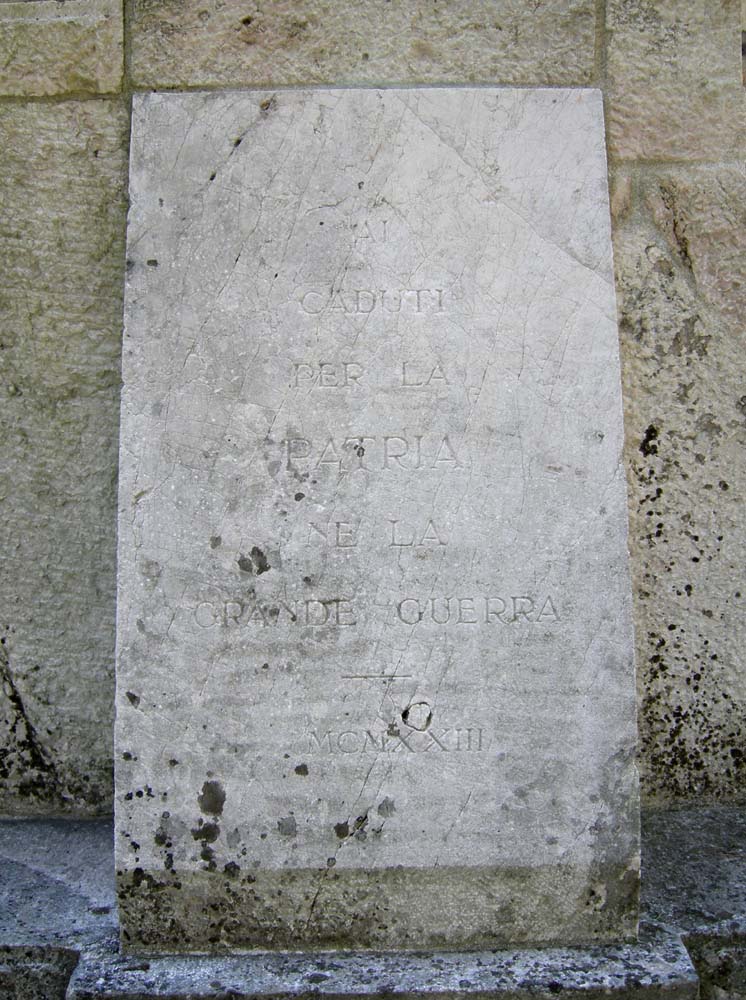 AI
CADUTI
PER LA
PATRIA
NE LA
GRANDE GUERRA
MCMXXIII